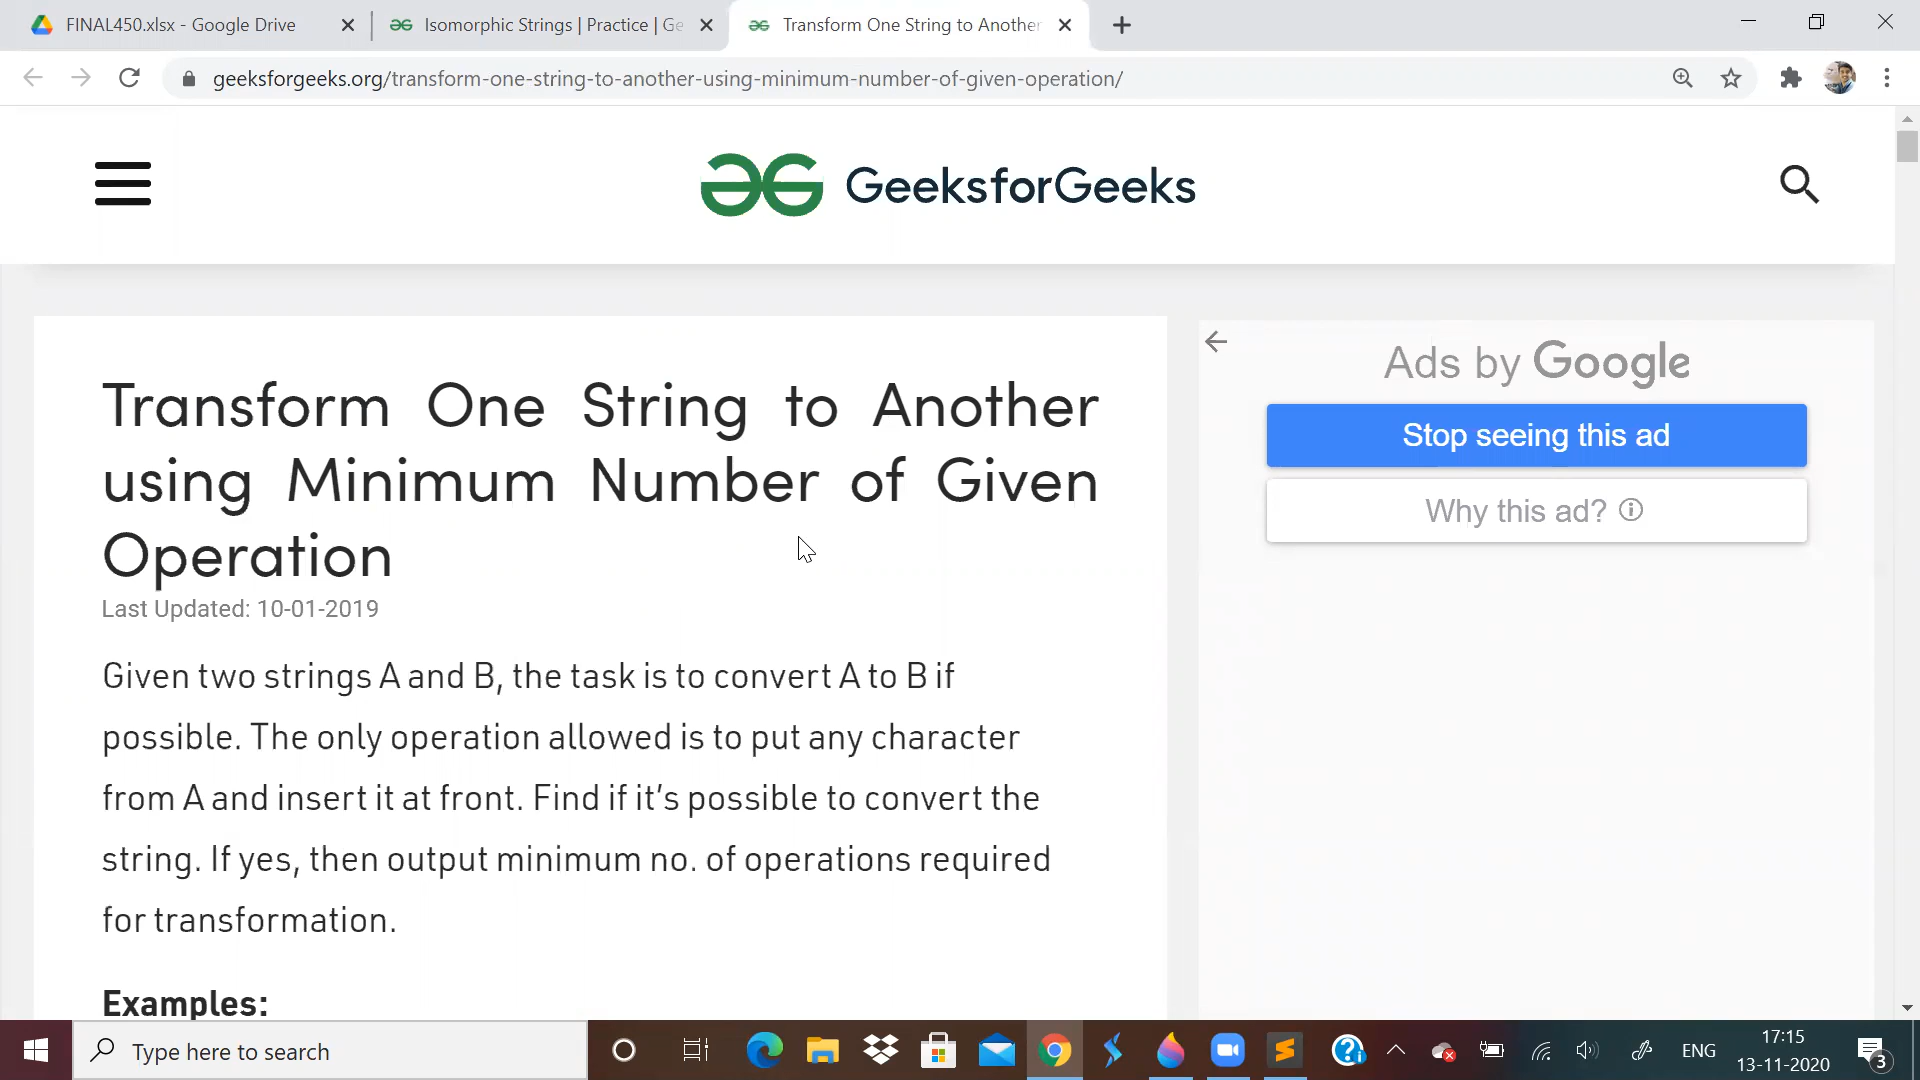 FINAL450.xlsx - Google Drive
Isomorphic Strings | Practice | Ge
Transform One String to Another
geeksforgeeks.org/transform-one-string-to-another-using-minimum-number-of-given-operation/
GeeksforGeeks
Transform One String to Another
using Minimum Number of Given
Operation
Last Updated: 10-01-2019
Given two strings A and B, the task is to convert A to B if
possible. The only operation allowed is to put any character
from A and insert it at front. Find if it’s possible to convert the
string. If yes, then output minimum no. of operations required
for transformation.
Examples:
Ads by Google
Stop seeing this ad
Why this ad?
Type here to search
ENG
17:15
13-11-2020
3